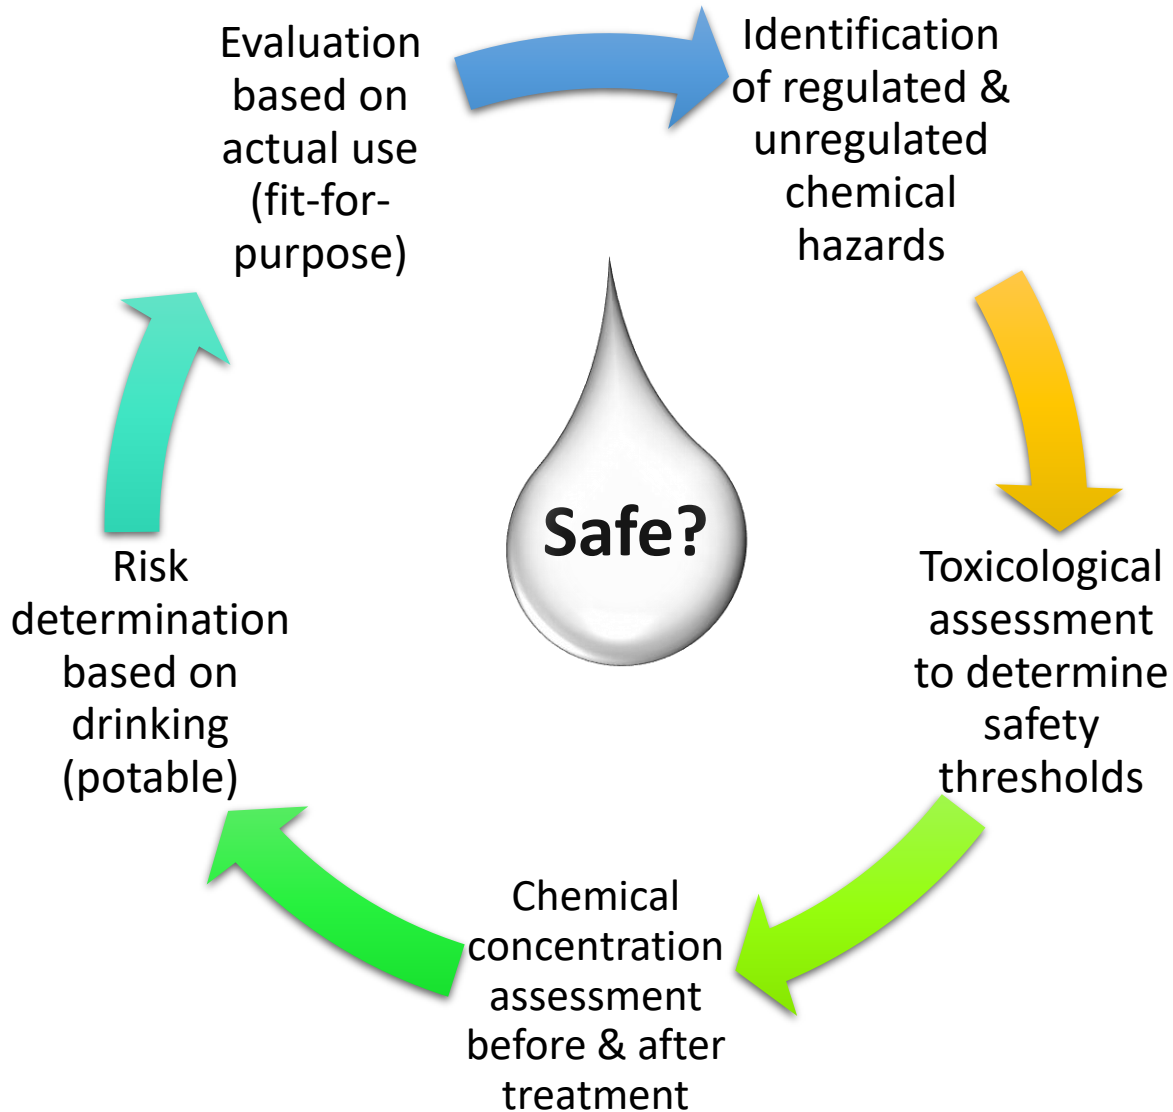 Evaluation
based on
actual use
(fit-for-
purpose)
Identification
of regulated &
unregulated
chemical
hazards
Safe?
Toxicological
assessment
to determine
safety
thresholds
Chemical
concentration
assessment
before & after
treatment
Risk
determination
based on
drinking
(potable)